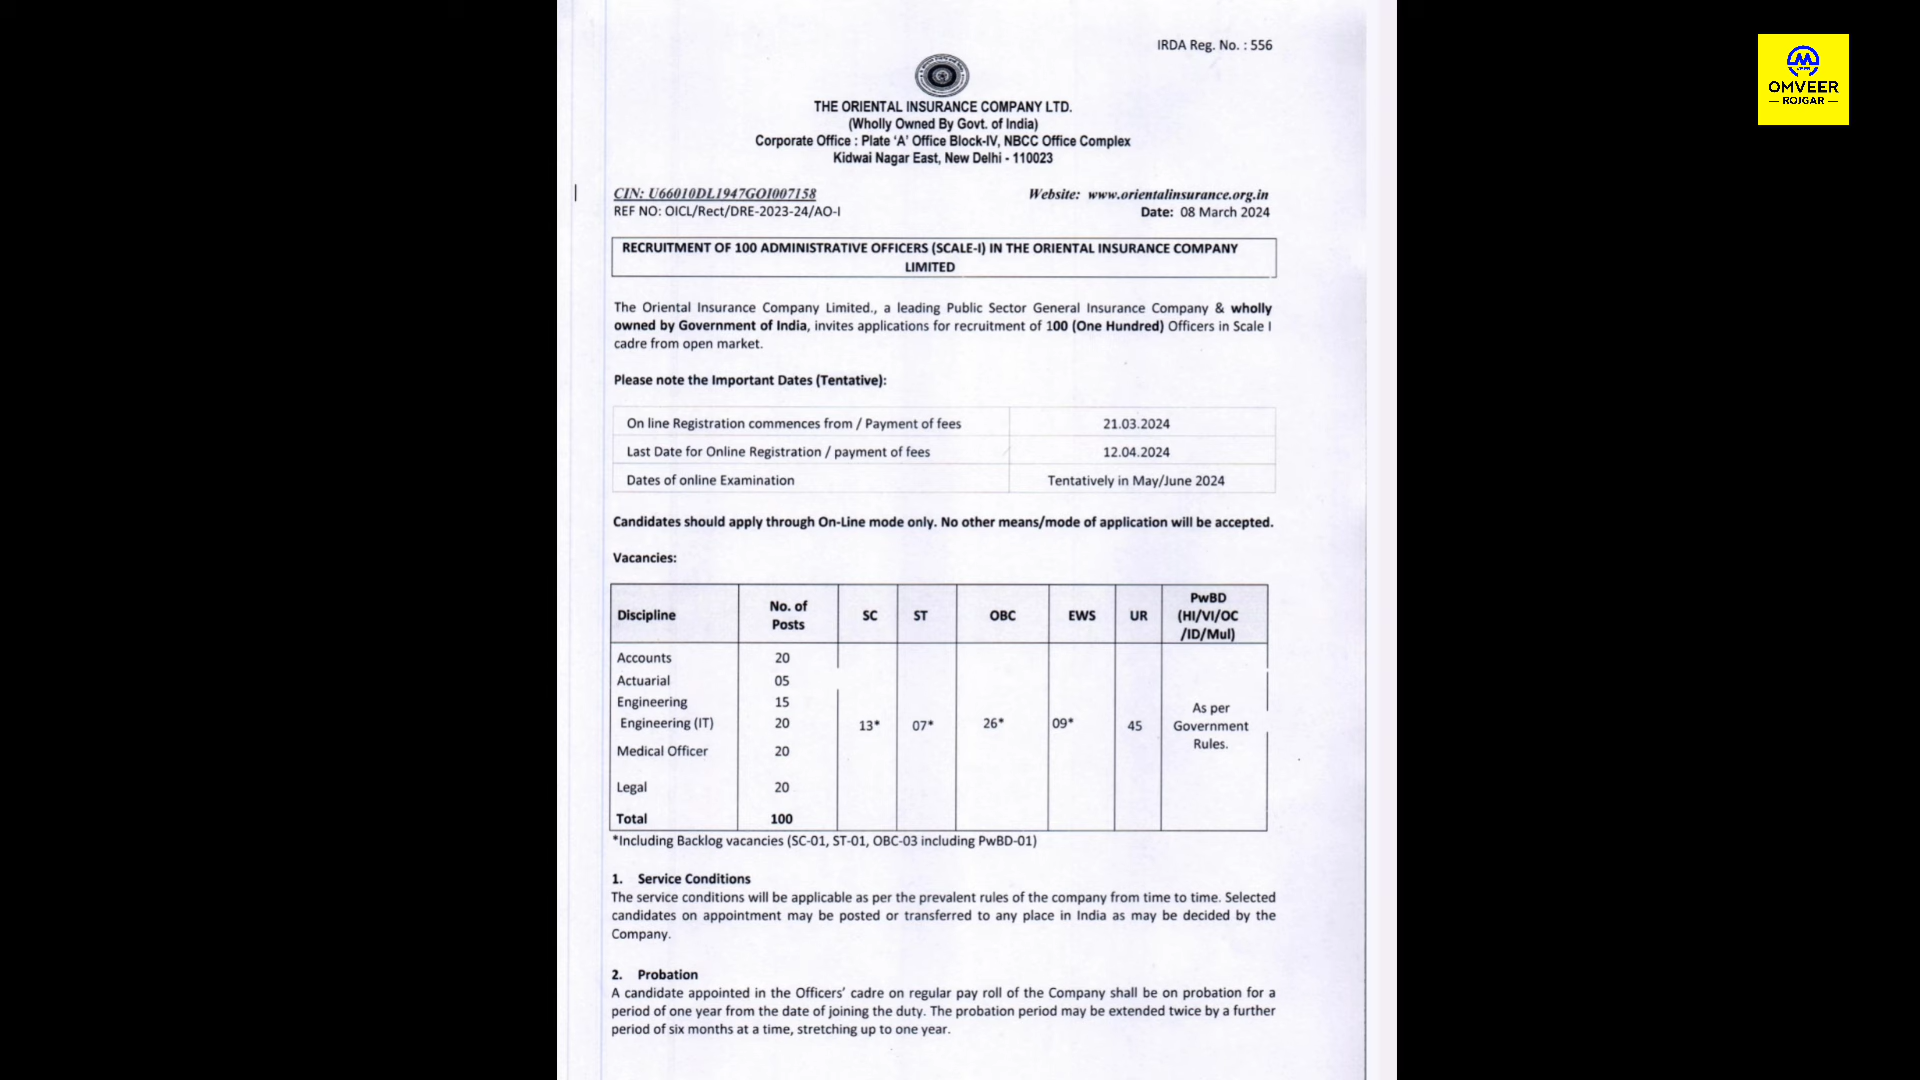 IRDA Reg. No. : 556
OMVEER
— ROJGAR —
THE ORIENTAL INSURANCE COMPANY LTD.
(Wholly Owned By Govt. of India)
Corporate Office : Plate ‘A’ Office Block-IV, NBCC Office Complex
Kidwai Nagar East, New Delhi - 110023
CIN: U66010DL1947GOI007158 Website: www.orientalinsurance.org.in
REF NO: OICL/Rect/DRE-2023-24/AO-I Date: 08 March 2024
RECRUITMENT OF 100 ADMINISTRATIVE OFFICERS (SCALE-I) IN THE ORIENTAL INSURANCE COMPANY
LIMITED
The Oriental Insurance Company Limited., a leading Public Sector General Insurance Company & wholly
owned by Government of India, invites applications for recruitment of 100 (One Hundred) Officers in Scale I
cadre from open market.
Please note the Important Dates (Tentative):
On line Registration commences from / Payment of fees 21.03.2024
Last Date for Online Registration / payment of fees 12.04.2024
Dates of online Examination Tentatively in May/June 2024
Candidates should apply through On-Line mode only. No other means/mode of application will be accepted.
Vacancies:
Discipline No. of Posts SC ST OBC EWS UR PwBD (HI/VI/OC /ID/Mul)
Accounts 20
Actuarial 05
Engineering 15
Engineering (IT) 20 13* 07* 26* 09* 45 As per Government Rules.
Medical Officer 20
Legal 20
Total 100
*Including Backlog vacancies (SC-01, ST-01, OBC-03 including PwBD-01)
1. Service Conditions
The service conditions will be applicable as per the prevalent rules of the company from time to time. Selected
candidates on appointment may be posted or transferred to any place in India as may be decided by the
Company.
2. Probation
A candidate appointed in the Officers’ cadre on regular pay roll of the Company shall be on probation for a
period of one year from the date of joining the duty. The probation period may be extended twice by a further
period of six months at a time, stretching up to one year.